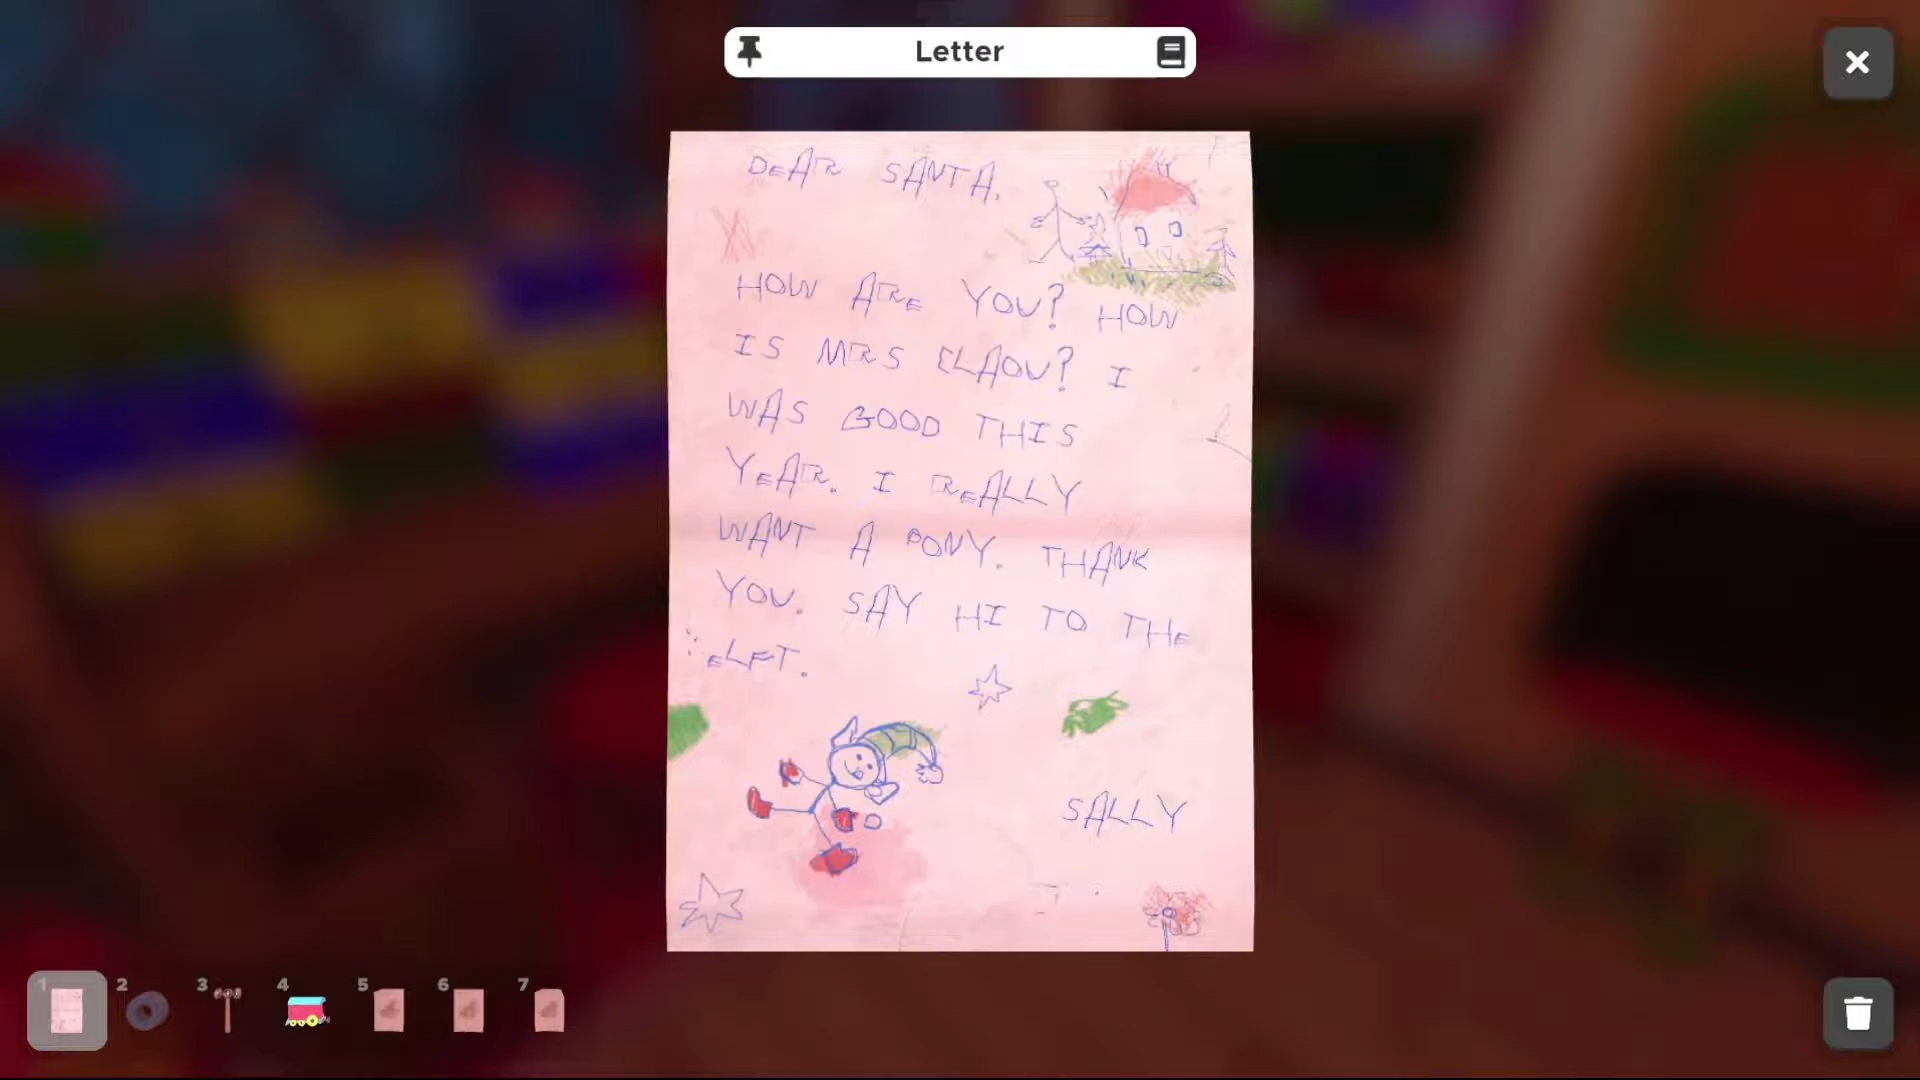 Letter
DEAR SANTA,
HOW ARE YOU? HOW
IS MRS CLAOU? I
WAS GOOD THIS
YEAR. I REALLY
WANT A PONY. THANK
YOU. SAY HI TO THE
ELFT.
SALLY
1 2 3 4 5 6 7